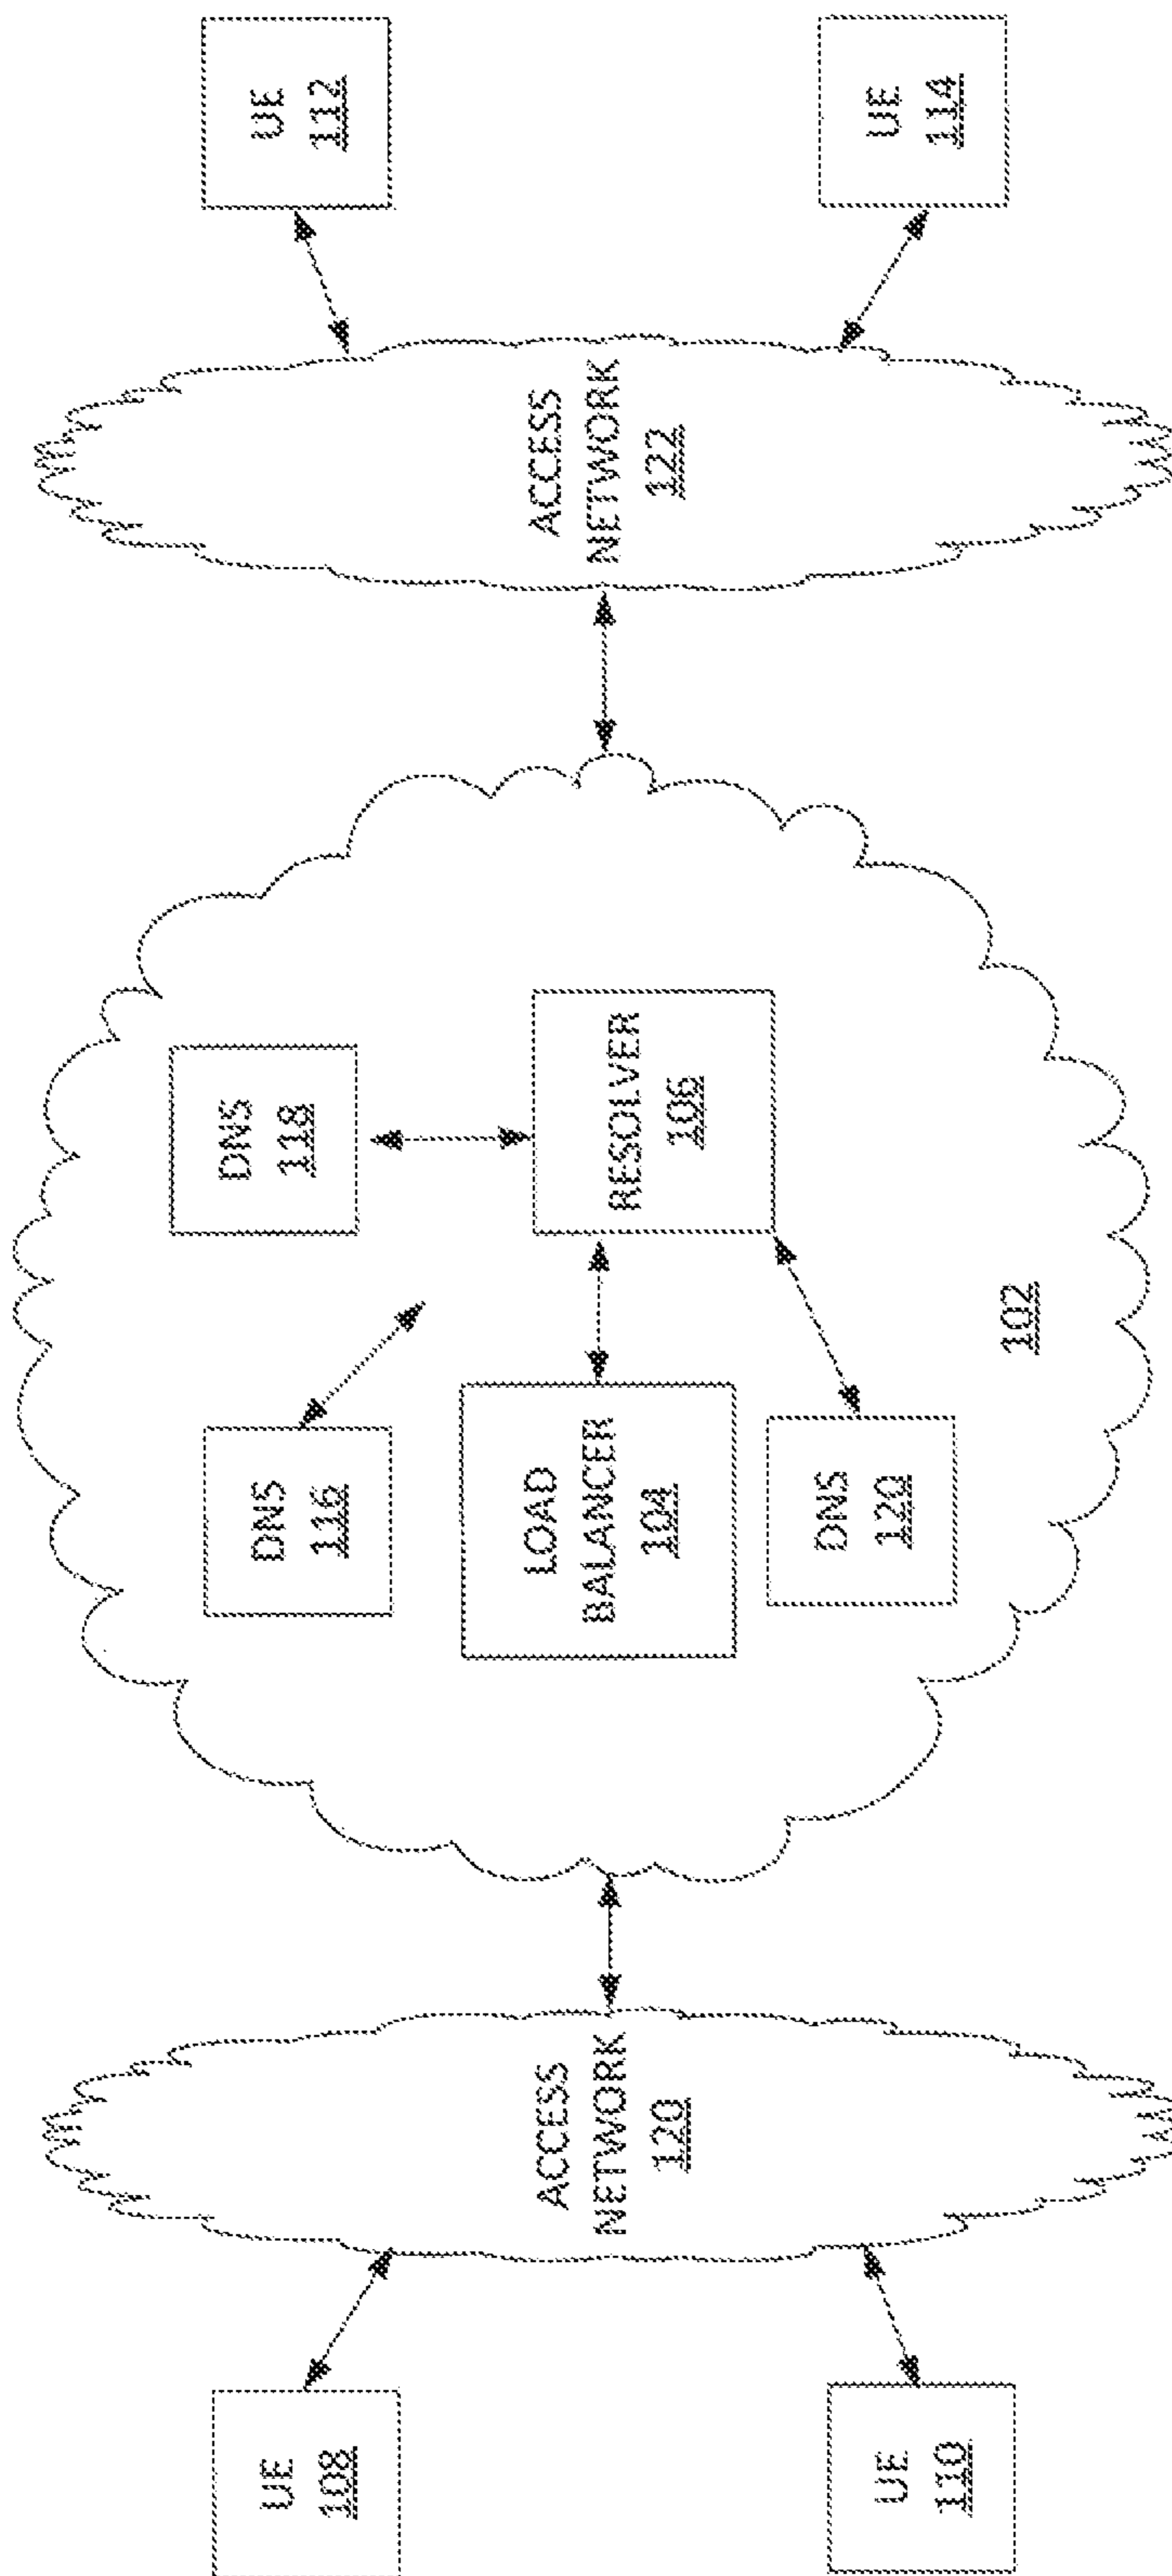 UE
108
UE
110
ACCESS
NETWORK
120
DNS
116
LOAD
BALANCER
104
DNS
120
DNS
118
RESOLVER
106
102
ACCESS
NETWORK
122
UE
112
UE
114